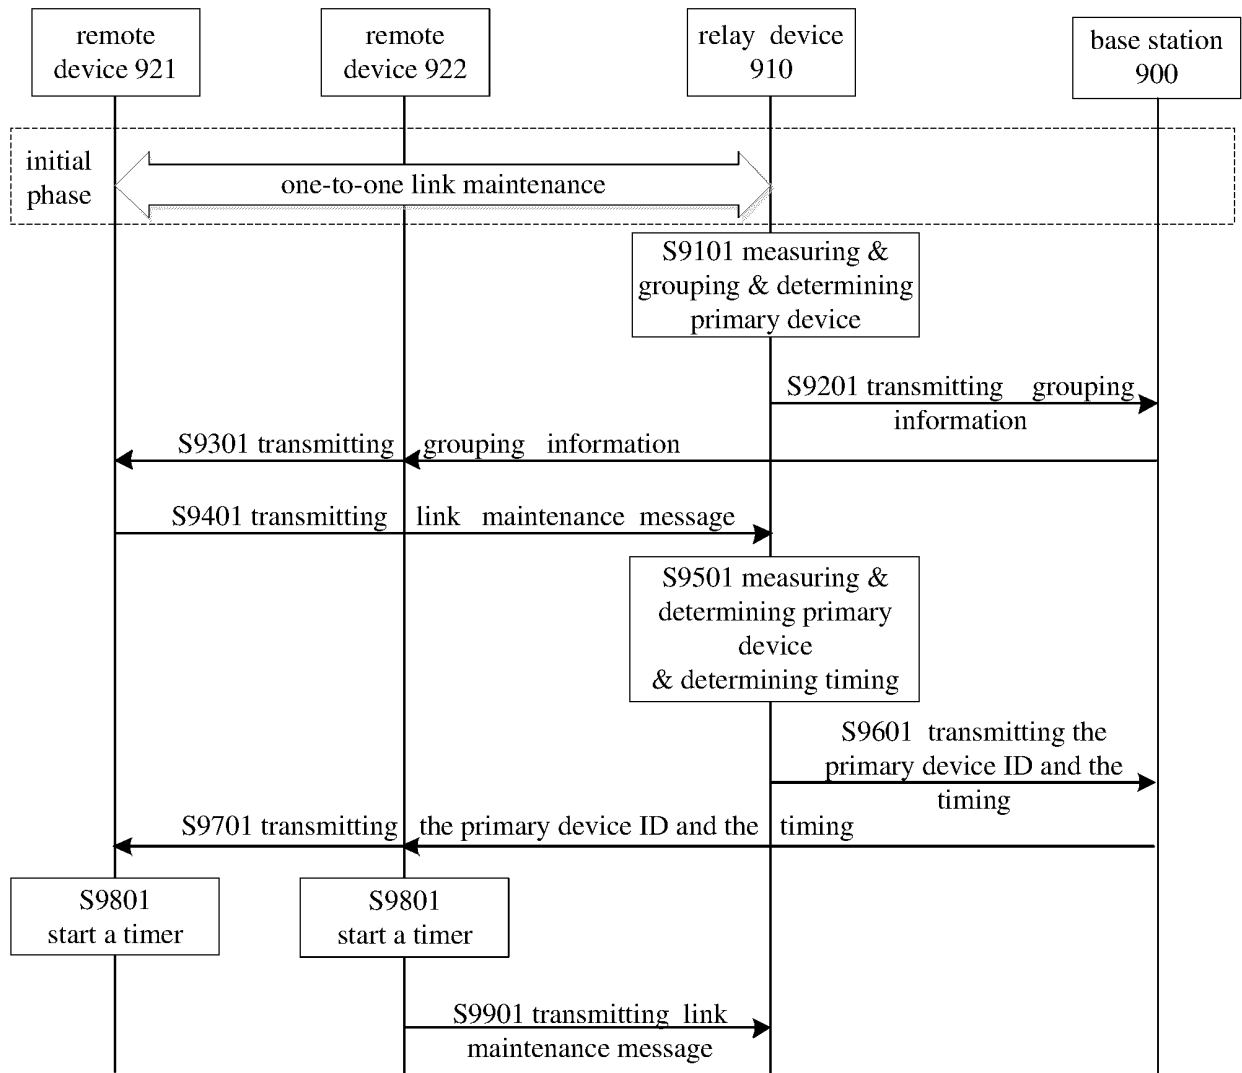 remote
device 921
remote
device 922
relay device
910
base station
900
initial
phase
one-to-one link maintenance
S9101 measuring &
grouping & determining
primary device
S9201 transmitting grouping
information
S9301 transmitting grouping information
S9401 transmitting link maintenance message
S9501 measuring &
determining primary
device
& determining timing
S9601 transmitting the
primary device ID and the
timing
S9701 transmitting the primary device ID and the timing
S9801
start a timer
S9801
start a timer
S9901 transmitting link
maintenance message